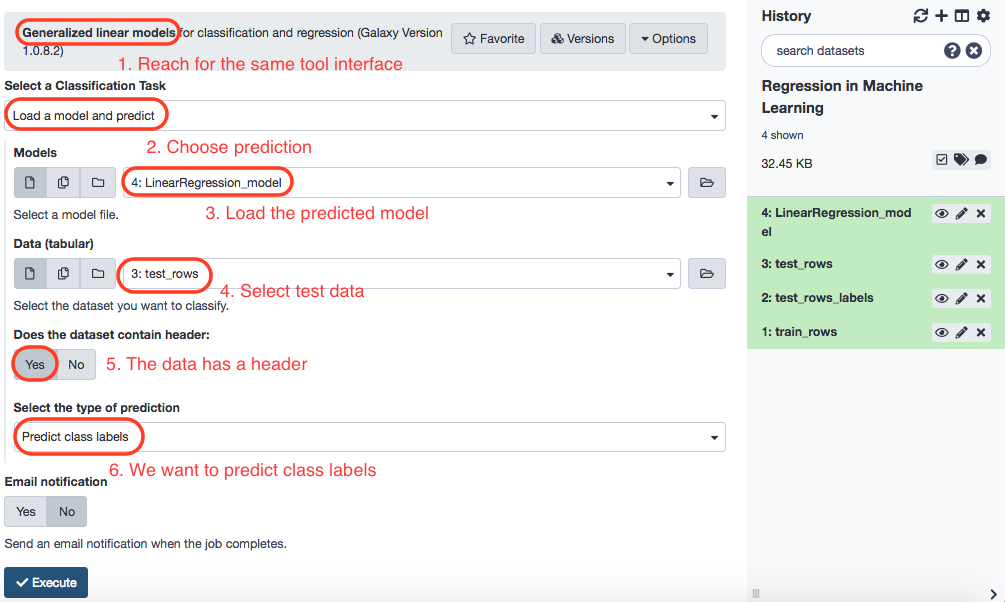 Generalized linear models for classification and regression (Galaxy Version
1.0.8.2)
Favorite
Versions
Options
1. Reach for the same tool interface
Select a Classification Task
Load a model and predict
2. Choose prediction
Models
4: LinearRegression_model
Select a model file.
3. Load the predicted model
Data (tabular)
3: test_rows
4. Select test data
Select the dataset you want to classify.
Does the dataset contain header:
Yes No
5. The data has a header
Select the type of prediction
Predict class labels
6. We want to predict class labels
Email notification
Yes No
Send an email notification when the job completes.
Execute
History
search datasets
Regression in Machine
Learning
4 shown
32.45 KB
4: LinearRegression_mod
el
3: test_rows
2: test_rows_labels
1: train_rows